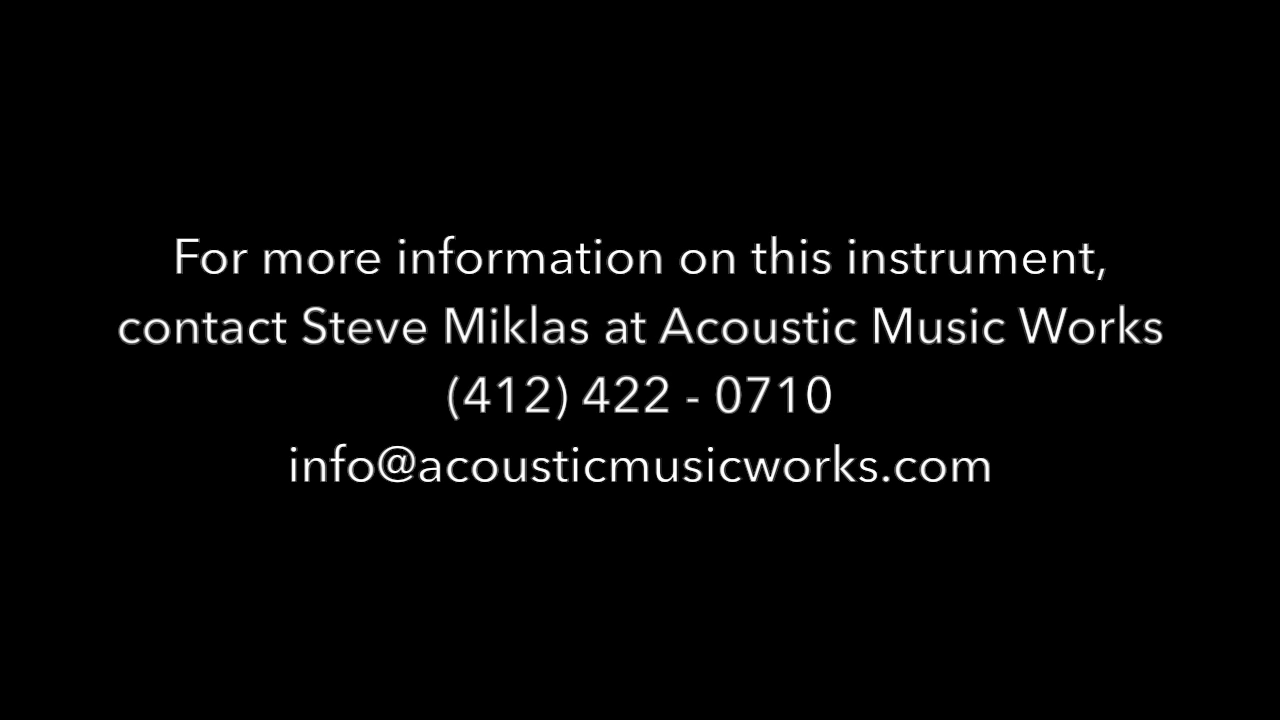 For more information on this instrument,
contact Steve Miklas at Acoustic Music Works
(412) 422 - 0710
info@acousticmusicworks.com